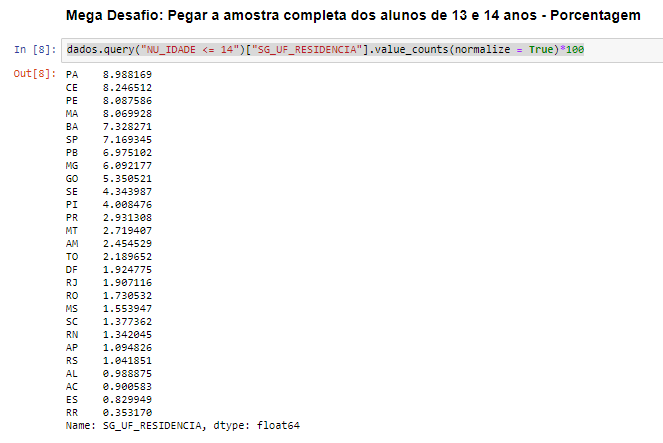 Mega Desafio: Pegar a amostra completa dos alunos de 13 e 14 anos - Porcentagem
In [8]: dados.query("NU_IDADE <= 14")["SG_UF_RESIDENCIA"].value_counts(normalize = True)*100
Out[8]: PA 8.988169
CE 8.246512
PE 8.087586
MA 8.069928
BA 7.328271
SP 7.169345
PB 6.975102
MG 6.092177
GO 5.350521
SE 4.343987
PI 4.008476
PR 2.931308
MT 2.719407
AM 2.454529
TO 2.189652
DF 1.924775
RJ 1.907116
RO 1.730532
MS 1.553947
SC 1.377362
RN 1.342045
AP 1.094826
RS 1.041851
AL 0.988875
AC 0.900583
ES 0.829949
RR 0.353170
Name: SG_UF_RESIDENCIA, dtype: float64